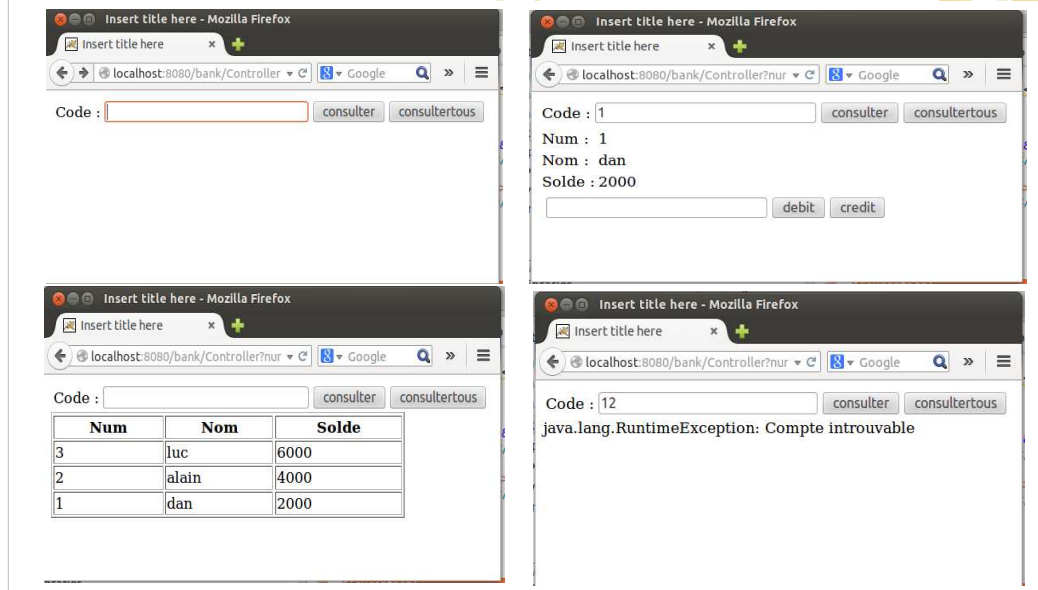 Insert title here - Mozilla Firefox
Insert title here
localhost:8080/bank/Controller
Google
Code :
consulter
consultertous
Insert title here - Mozilla Firefox
Insert title here
localhost:8080/bank/Controller?nur
Google
Code : 1
consulter
consultertous
Num : 1
Nom : dan
Solde : 2000
debit
credit
Insert title here - Mozilla Firefox
Insert title here
localhost:8080/bank/Controller?nur
Google
Code :
consulter
consultertous
Num Nom Solde
3 luc 6000
2 alain 4000
1 dan 2000
Insert title here - Mozilla Firefox
Insert title here
localhost:8080/bank/Controller?nur
Google
Code : 12
consulter
consultertous
java.lang.RuntimeException: Compte introuvable